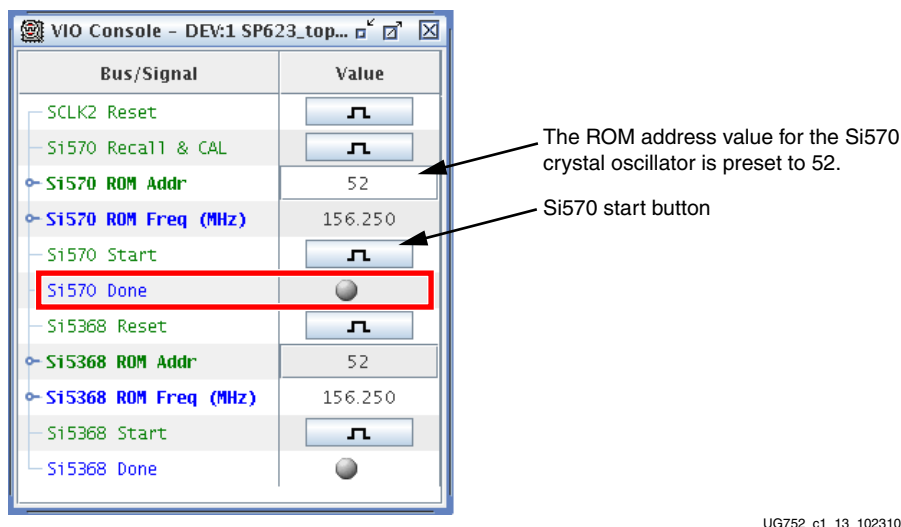 VIO Console - DEV:1 SP623_top...
Bus/Signal Value
SCLK2 Reset
Si570 Recall & CAL
Si570 ROM Addr 52
Si570 ROM Freq (MHz) 156.250
Si570 Start
Si570 Done
Si5368 Reset
Si5368 ROM Addr 52
Si5368 ROM Freq (MHz) 156.250
Si5368 Start
Si5368 Done
The ROM address value for the Si570
crystal oscillator is preset to 52.
Si570 start button
UG752_c1_13_102310